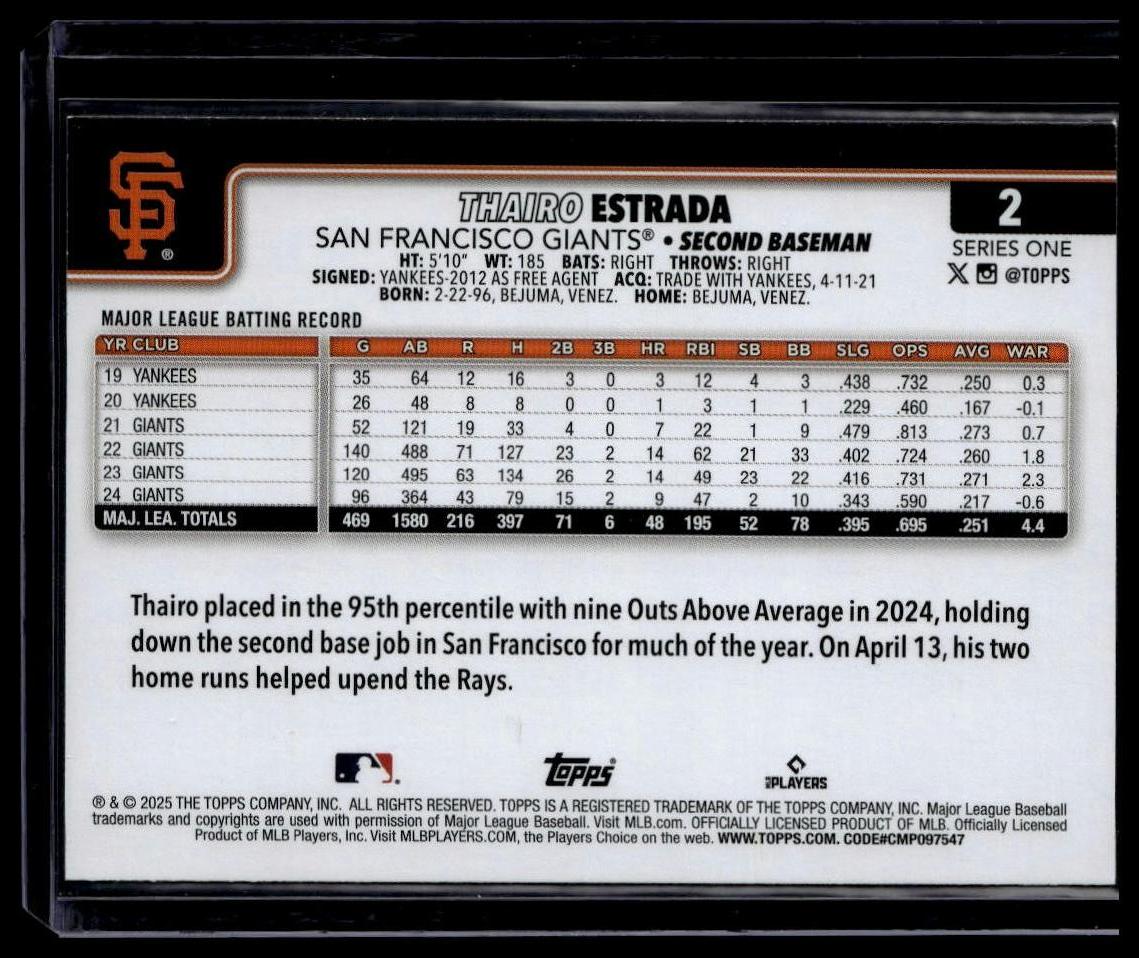 SF®
THAIRO ESTRADA
2
SAN FRANCISCO GIANTS® • SECOND BASEMAN
SERIES ONE
HT: 5'10" WT: 185 BATS: RIGHT THROWS: RIGHT
@TOPPS
SIGNED: YANKEES-2012 AS FREE AGENT ACQ: TRADE WITH YANKEES, 4-11-21
BORN: 2-22-96, BEJUMA, VENEZ. HOME: BEJUMA, VENEZ.
MAJOR LEAGUE BATTING RECORD
YR CLUB G AB R H 2B 3B HR RBI SB BB SLG OPS AVG WAR
19 YANKEES 35 64 12 16 3 0 3 12 4 3 .438 .732 .250 0.3
20 YANKEES 26 48 8 8 0 0 1 3 1 1 .229 .460 .167 -0.1
21 GIANTS 52 121 19 33 4 0 7 22 1 9 .479 .813 .273 0.7
22 GIANTS 140 488 71 127 23 2 14 62 21 33 .402 .724 .260 1.8
23 GIANTS 120 495 63 134 26 2 14 49 23 22 .416 .731 .271 2.3
24 GIANTS 96 364 43 79 15 2 9 47 2 10 .343 .590 .217 -0.6
MAJ. LEA. TOTALS 469 1580 216 397 71 6 48 195 52 78 .395 .695 .251 4.4
Thairo placed in the 95th percentile with nine Outs Above Average in 2024, holding
down the second base job in San Francisco for much of the year. On April 13, his two
home runs helped upend the Rays.
Topps®
MLB PLAYERS
® & © 2025 THE TOPPS COMPANY, INC. ALL RIGHTS RESERVED. TOPPS IS A REGISTERED TRADEMARK OF THE TOPPS COMPANY, INC. Major League Baseball
trademarks and copyrights are used with permission of Major League Baseball. Visit MLB.com. OFFICIALLY LICENSED PRODUCT OF MLB. Officially Licensed
Product of MLB Players, Inc. Visit MLBPLAYERS.COM, the Players Choice on the web. WWW.TOPPS.COM. CODE#CMP097547